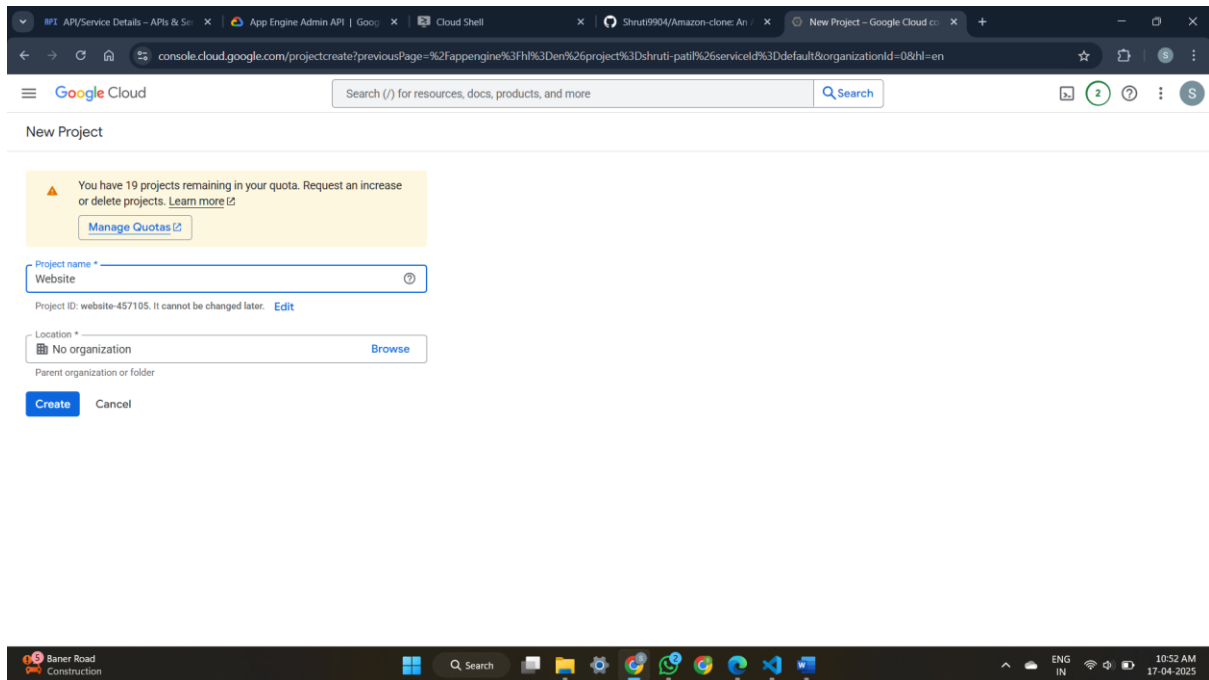 API API/Service Details – APIs & Se
App Engine Admin API | Goog
Cloud Shell
Shruti9904/Amazon-clone: An
New Project – Google Cloud co
console.cloud.google.com/projectcreate?previousPage=%2Fappengine%3Fhl%3Den%26project%3Dshruti-patil%26serviceId%3Ddefault&organizationId=0&hl=en
S
Google Cloud
Search (/) for resources, docs, products, and more
Search
2
S
New Project
You have 19 projects remaining in your quota. Request an increase
or delete projects. Learn more
Manage Quotas
Project name *
Website
Project ID: website-457105. It cannot be changed later. Edit
Location *
No organization
Browse
Parent organization or folder
Create Cancel
5
Baner Road
Construction
Search
2
ENG
IN
10:52 AM
17-04-2025